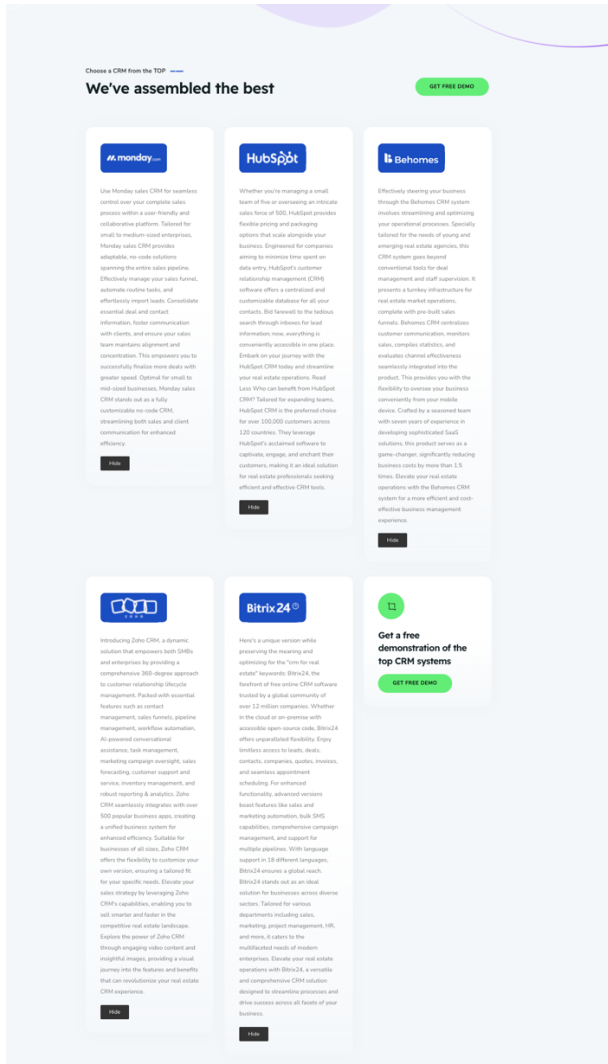 Choose a CRM from the TOP
We've assembled the best
GET FREE DEMO
monday.com
Use Monday sales CRM for seamless
control over your complete sales
process within a user-friendly and
collaborative platform. Tailored for
small to medium-sized enterprises,
Monday sales CRM provides
adaptable, no-code solutions
spanning the entire sales pipeline.
Effectively manage your sales funnel,
automate routine tasks, and
effortlessly import leads. Consolidate
essential deal and contact
information, foster communication
with clients, and ensure your sales
team maintains alignment and
concentration. This empowers you to
successfully finalize more deals with
greater speed. Optimal for small to
mid-sized businesses, Monday sales
CRM stands out as a fully
customizable no-code CRM,
streamlining both sales and client
communication for enhanced
efficiency.
Hide
HubSpot
Whether you're managing a small
team of five or overseeing an intricate
sales force of 500, HubSpot provides
flexible pricing and packaging
options that scale alongside your
business. Engineered for companies
aiming to minimize time spent on
data entry, HubSpot's customer
relationship management (CRM)
software offers a centralized and
customizable database for all your
contacts. Bid farewell to the tedious
search through inboxes for lead
information; now, everything is
conveniently accessible in one place.
Embark on your journey with the
HubSpot CRM today and streamline
your real estate operations. Read
Less Who can benefit from HubSpot
CRM? Tailored for expanding teams,
HubSpot CRM is the preferred choice
for over 100,000 customers across
120 countries. They leverage
HubSpot's acclaimed software to
captivate, engage, and enchant their
customers, making it an ideal solution
for real estate professionals seeking
efficient and effective CRM tools.
Hide
Behomes
Effectively steering your business
through the Behomes CRM system
involves streamlining and optimizing
your operational processes. Specially
tailored for the needs of young and
emerging real estate agencies, this
CRM system goes beyond
conventional tools for deal
management and staff supervision. It
presents a turnkey infrastructure for
real estate market operations,
complete with pre-built sales
funnels. Behomes CRM centralizes
customer communication, monitors
sales, compiles statistics, and
evaluates channel effectiveness
seamlessly integrated into the
product. This provides you with the
flexibility to oversee your business
conveniently from your mobile
device. Crafted by a seasoned team
with seven years of experience in
developing sophisticated SaaS
solutions, this product serves as a
game-changer, significantly reducing
business costs by more than 1.5
times. Elevate your real estate
operations with the Behomes CRM
system for a more efficient and cost-
effective business management
experience.
Hide
ZOHO
Introducing Zoho CRM, a dynamic
solution that empowers both SMBs
and enterprises by providing a
comprehensive 360-degree approach
to customer relationship lifecycle
management. Packed with essential
features such as contact
management, sales funnels, pipeline
management, workflow automation,
AI-powered conversational
assistance, task management,
marketing campaign oversight, sales
forecasting, customer support and
service, inventory management, and
robust reporting & analytics. Zoho
CRM seamlessly integrates with over
500 popular business apps, creating
a unified business system for
enhanced efficiency. Suitable for
businesses of all sizes, Zoho CRM
offers the flexibility to customize your
own version, ensuring a tailored fit
for your specific needs. Elevate your
sales strategy by leveraging Zoho
CRM's capabilities, enabling you to
sell smarter and faster in the
competitive real estate landscape.
Explore the power of Zoho CRM
through engaging video content and
insightful images, providing a visual
journey into the features and benefits
that can revolutionize your real estate
CRM experience.
Hide
Bitrix24
Here's a unique version while
preserving the meaning and
optimizing for the "crm for real
estate" keywords: Bitrix24, the
forefront of free online CRM software
trusted by a global community of
over 12 million companies. Whether
in the cloud or on-premise with
accessible open-source code, Bitrix24
offers unparalleled flexibility. Enjoy
limitless access to leads, deals,
contacts, companies, quotes, invoices,
and seamless appointment
scheduling. For enhanced
functionality, advanced versions
boast features like sales and
marketing automation, bulk SMS
capabilities, comprehensive campaign
management, and support for
multiple pipelines. With language
support in 18 different languages,
Bitrix24 ensures a global reach.
Bitrix24 stands out as an ideal
solution for businesses across diverse
sectors. Tailored for various
departments including sales,
marketing, project management, HR,
and more, it caters to the
multifaceted needs of modern
enterprises. Elevate your real estate
operations with Bitrix24, a versatile
and comprehensive CRM solution
designed to streamline processes and
drive success across all facets of your
business.
Hide
Get a free
demonstration of the
top CRM systems
GET FREE DEMO